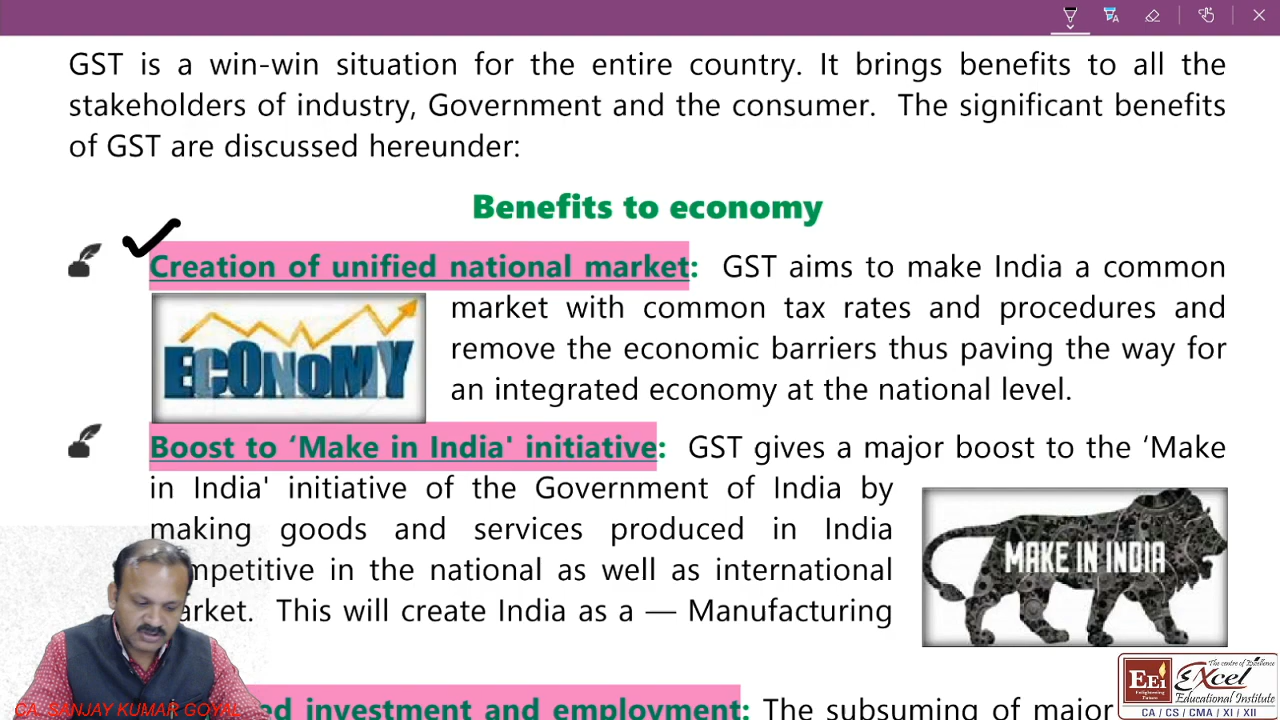 GST is a win-win situation for the entire country. It brings benefits to all the
stakeholders of industry, Government and the consumer. The significant benefits
of GST are discussed hereunder:
Benefits to economy
Creation of unified national market: GST aims to make India a common
market with common tax rates and procedures and
remove the economic barriers thus paving the way for
an integrated economy at the national level.
ECONOMY
Boost to ‘Make in India' initiative: GST gives a major boost to the ‘Make
in India' initiative of the Government of India by
making goods and services produced in India
mpetitive in the national as well as international
arket. This will create India as a — Manufacturing
MAKE IN INDIA
ed investment and employment: The subsuming of major
CA. SANJAY KUMAR GOYAL
The centre of Excellence
EEi
Enlightening Future
EXcel
Educational Institute
CA / CS / CMA / XI / XII